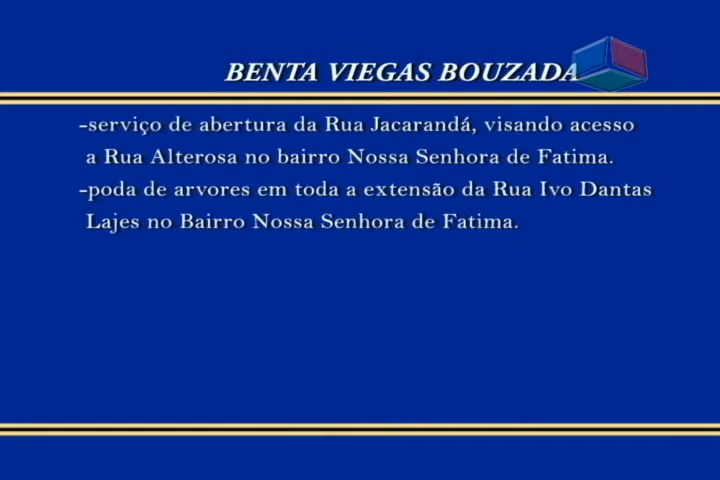 BENTA VIEGAS BOUZADA
-serviço de abertura da Rua Jacarandá, visando acesso
a Rua Alterosa no bairro Nossa Senhora de Fatima.
-poda de arvores em toda a extensão da Rua Ivo Dantas
Lajes no Bairro Nossa Senhora de Fatima.